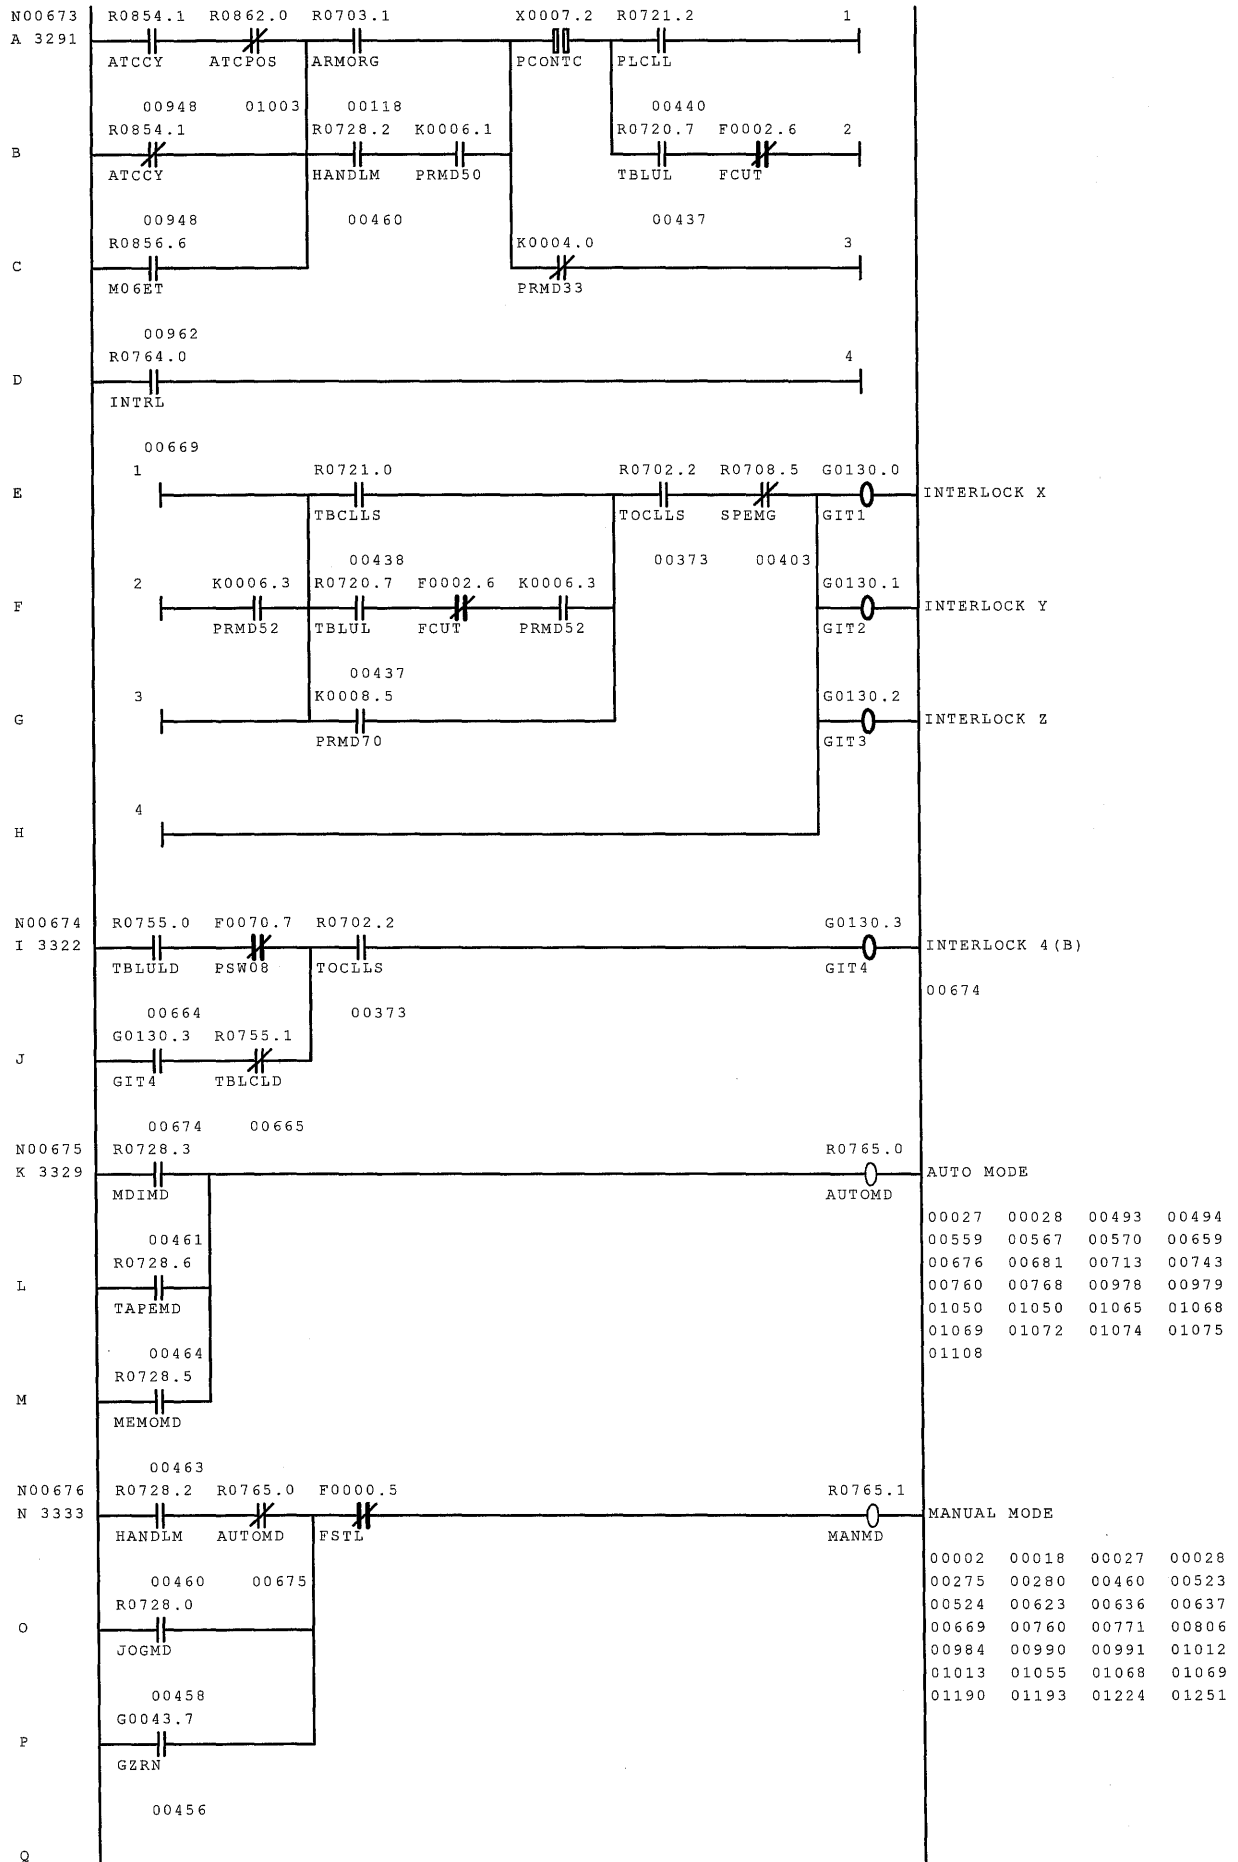 N00673 R0854.1 R0862.0 R0703.1 X0007.2 R0721.2 1
A 3291
ATCCY ATCPOS ARMORG PCONTC PLCLL
00948 01003 00118 00440
R0854.1 R0728.2 K0006.1 R0720.7 F0002.6 2
B
ATCCY HANDLM PRMD50 TBLUL FCUT
00948 00460 00437
R0856.6 K0004.0 3
C
M06ET PRMD33
00962
R0764.0 4
D
INTRL
00669
1 R0721.0 R0702.2 R0708.5 G0130.0
E INTERLOCK X
TBCLLS TOCLLS SPEMG GIT1
00438 00373 00403
2 K0006.3 R0720.7 F0002.6 K0006.3 G0130.1
F INTERLOCK Y
PRMD52 TBLUL FCUT PRMD52 GIT2
00437
3 K0008.5 G0130.2
G INTERLOCK Z
PRMD70 GIT3
4
H
N00674 R0755.0 F0070.7 R0702.2 G0130.3
I 3322 INTERLOCK 4(B)
TBLULD PSW08 TOCLLS GIT4
00674
00664 00373
G0130.3 R0755.1
J
GIT4 TBLCLD
00674 00665
N00675 R0728.3 R0765.0
K 3329 AUTO MODE
MDIMD AUTOMD
00027 00028 00493 00494
00461 00559 00567 00570 00659
R0728.6 00676 00681 00713 00743
L 00760 00768 00978 00979
TAPEMD 01050 01050 01065 01068
01069 01072 01074 01075
00464 01108
R0728.5
M
MEMOMD
00463
N00676 R0728.2 R0765.0 F0000.5 R0765.1
N 3333 MANUAL MODE
HANDLM AUTOMD FSTL MANMD
00002 00018 00027 00028
00460 00675 00275 00280 00460 00523
R0728.0 00524 00623 00636 00637
O 00669 00760 00771 00806
JOGMD 00984 00990 00991 01012
01013 01055 01068 01069
00458 01190 01193 01224 01251
G0043.7
P
GZRN
00456
Q